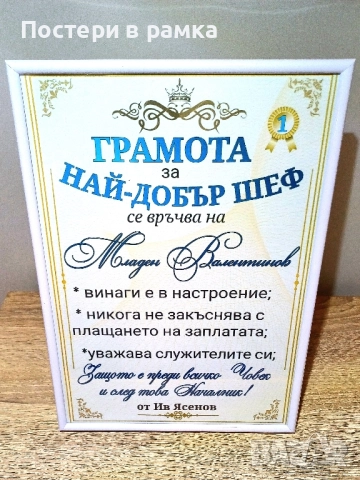 Постери в рамка
1
ГРАМОТА
за
НАЙ-ДОБЪР ШЕФ
се връчва на
Младен Валентинов
* винаги е в настроение;
* никога не закъснява с
плащането на заплатата;
*уважава служителите си;
Защото е преди всичко Човек
и след това Началник!
от Ив Ясенов